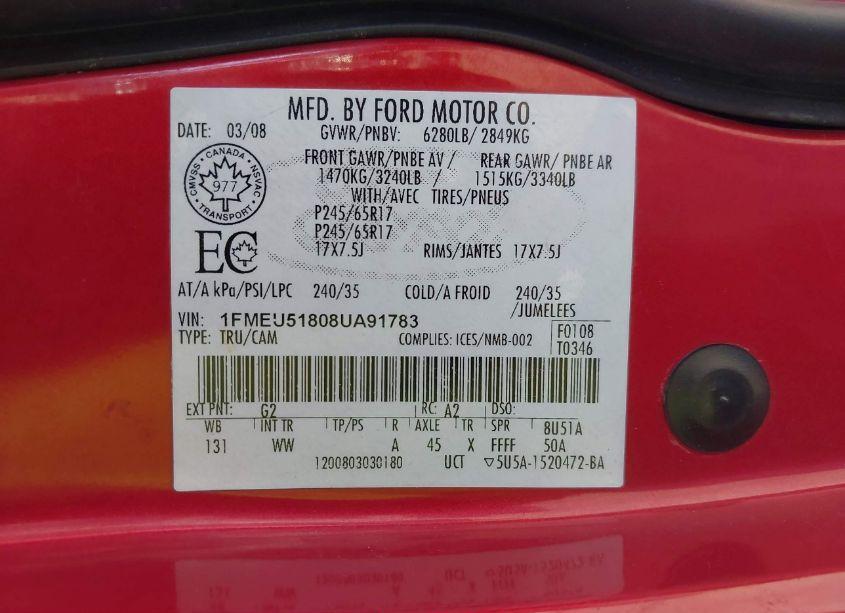 MFD. BY FORD MOTOR CO.
DATE: 03/08 GVWR/PNBV: 6280LB/ 2849KG
FRONT GAWR/PNBE AV / REAR GAWR/ PNBE AR
1470KG/3240LB / 1515KG/3340LB
WITH/AVEC TIRES/PNEUS
P245/65R17
P245/65R17
17X7.5J RIMS/JANTES 17X7.5J
CMVSS - CANADA - NSVAC
977
TRANSPORT
EC
AT/A kPa/PSI/LPC 240/35 COLD/A FROID 240/35
/JUMELEES
VIN: 1FMEU51808UA91783
TYPE: TRU/CAM COMPLIES: ICES/NMB-002
F0108
T0346
EXT PNT: G2 RC: A2 DSO:
WB INT TR TP/PS R AXLE TR SPR 8U51A
131 WW A 45 X FFFF 50A
1200803030180 UCT ▽5U5A-1520472-BA